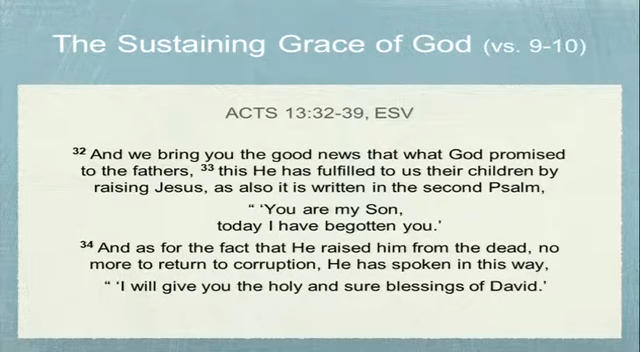 The Sustaining Grace of God (vs. 9-10)
ACTS 13:32-39, ESV
32 And we bring you the good news that what God promised
to the fathers, 33 this He has fulfilled to us their children by
raising Jesus, as also it is written in the second Psalm,
“ ‘You are my Son,
today I have begotten you.’
34 And as for the fact that He raised him from the dead, no
more to return to corruption, He has spoken in this way,
“ ‘I will give you the holy and sure blessings of David.’